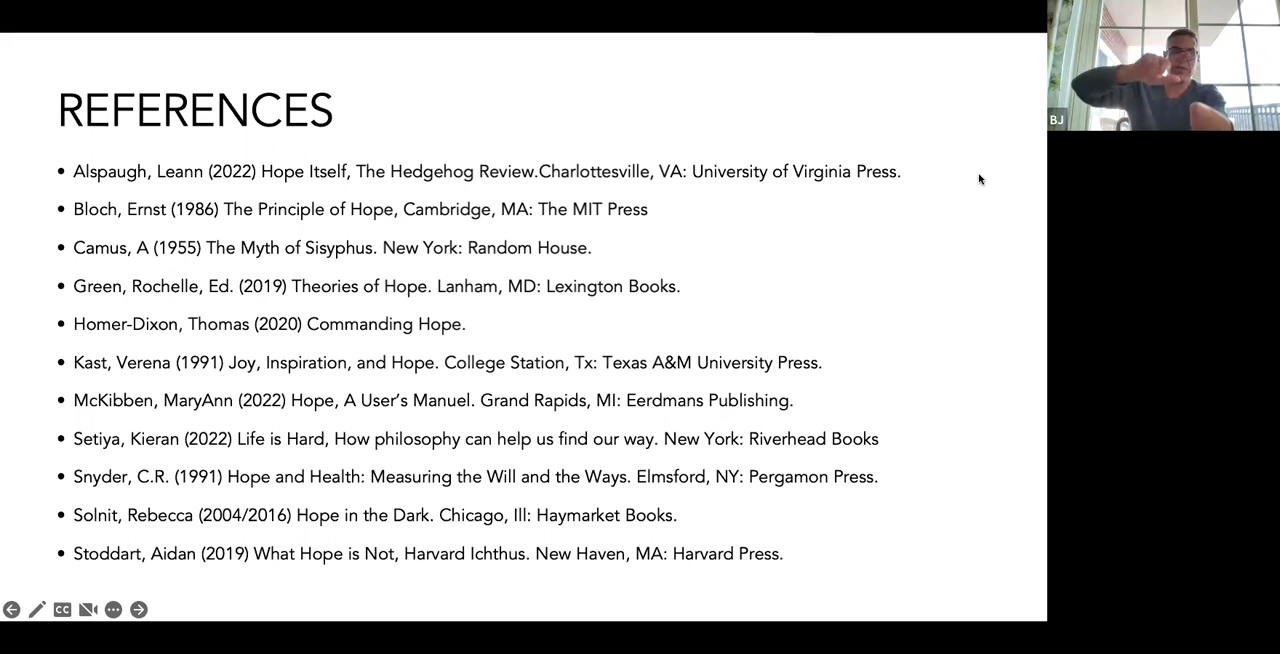 REFERENCES
• Alspaugh, Leann (2022) Hope Itself, The Hedgehog Review.Charlottesville, VA: University of Virginia Press.
• Bloch, Ernst (1986) The Principle of Hope, Cambridge, MA: The MIT Press
• Camus, A (1955) The Myth of Sisyphus. New York: Random House.
• Green, Rochelle, Ed. (2019) Theories of Hope. Lanham, MD: Lexington Books.
• Homer-Dixon, Thomas (2020) Commanding Hope.
• Kast, Verena (1991) Joy, Inspiration, and Hope. College Station, Tx: Texas A&M University Press.
• McKibben, MaryAnn (2022) Hope, A User’s Manuel. Grand Rapids, MI: Eerdmans Publishing.
• Setiya, Kieran (2022) Life is Hard, How philosophy can help us find our way. New York: Riverhead Books
• Snyder, C.R. (1991) Hope and Health: Measuring the Will and the Ways. Elmsford, NY: Pergamon Press.
• Solnit, Rebecca (2004/2016) Hope in the Dark. Chicago, Ill: Haymarket Books.
• Stoddart, Aidan (2019) What Hope is Not, Harvard Ichthus. New Haven, MA: Harvard Press.
CC
BJ